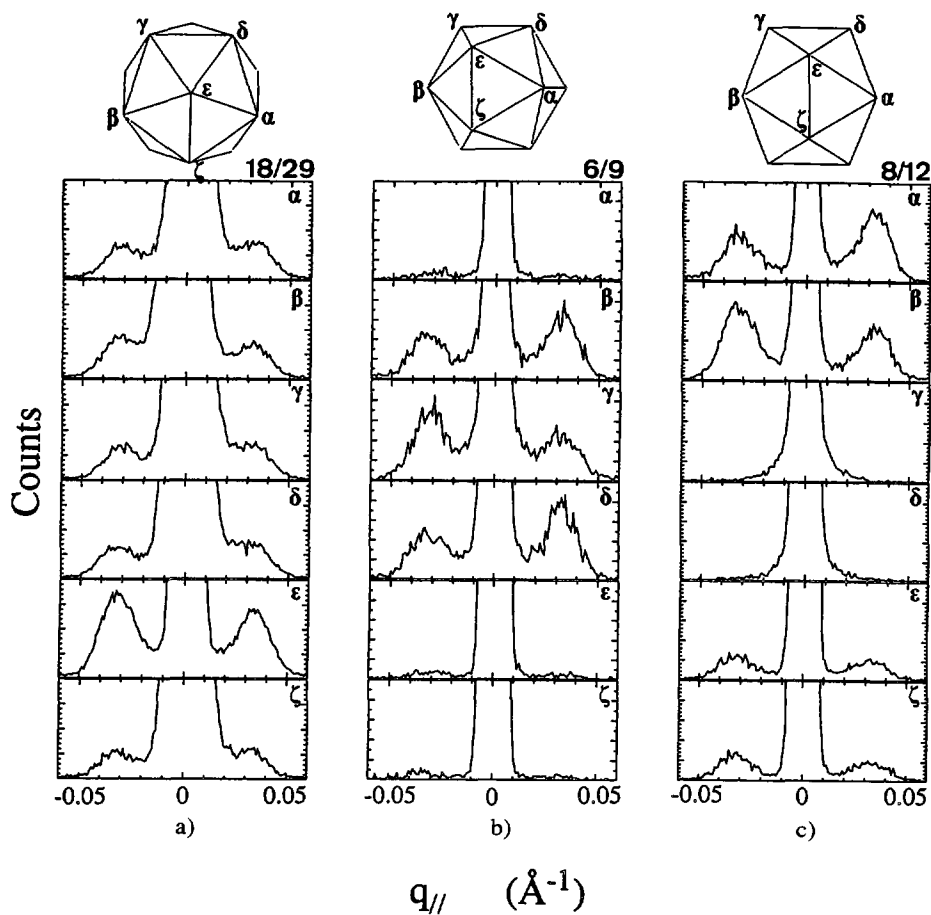 γ δ
β ε α
ζ
18/29
γ δ
ε
β α
ζ
6/9
γ δ
ε
β α
ζ
8/12
Counts
α
β
γ
δ
ε
ζ
-0.05 0 0.05
a)
α
β
γ
δ
ε
ζ
-0.05 0 0.05
b)
α
β
γ
δ
ε
ζ
-0.05 0 0.05
c)
q// (Å-1)